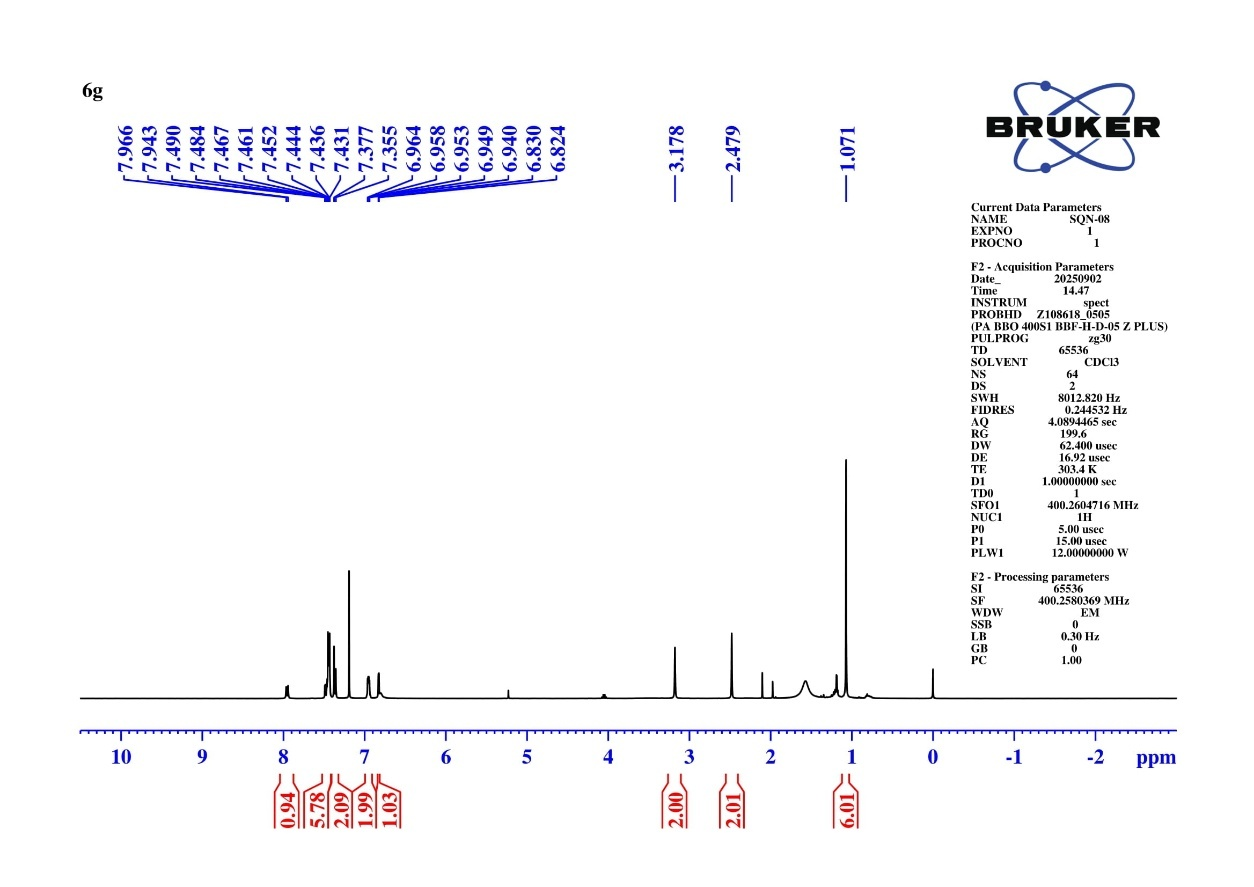 6g
7.966
7.943
7.490
7.484
7.467
7.461
7.452
7.444
7.436
7.431
7.377
7.355
6.964
6.958
6.953
6.949
6.940
6.830
6.824
3.178
2.479
1.071
BRUKER
Current Data Parameters
NAME SQN-08
EXPNO 1
PROCNO 1
F2 - Acquisition Parameters
Date_ 20250902
Time 14.47
INSTRUM spect
PROBHD Z108618_0505
(PA BBO 400S1 BBF-H-D-05 Z PLUS)
PULPROG zg30
TD 65536
SOLVENT CDCl3
NS 64
DS 2
SWH 8012.820 Hz
FIDRES 0.244532 Hz
AQ 4.0894465 sec
RG 199.6
DW 62.400 usec
DE 16.92 usec
TE 303.4 K
D1 1.00000000 sec
TD0 1
SFO1 400.2604716 MHz
NUC1 1H
P0 5.00 usec
P1 15.00 usec
PLW1 12.00000000 W
F2 - Processing parameters
SI 65536
SF 400.2580369 MHz
WDW EM
SSB 0
LB 0.30 Hz
GB 0
PC 1.00
10 9 8 7 6 5 4 3 2 1 0 -1 -2 ppm
0.94
5.78
2.09
1.99
1.03
2.00
2.01
6.01